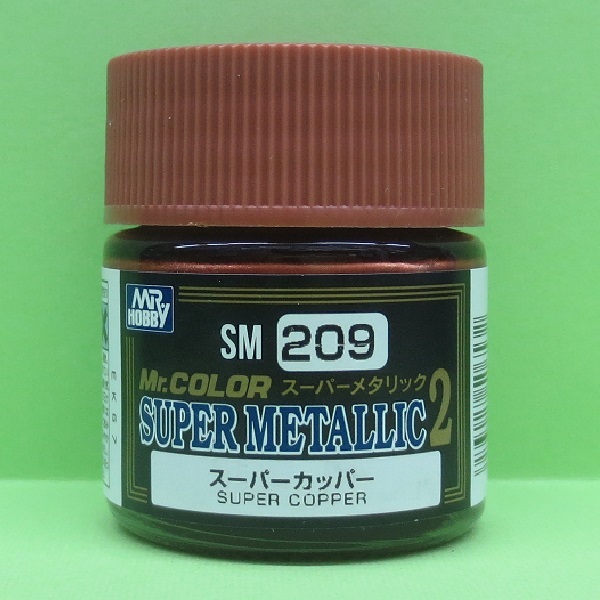 MR.HOBBY
SM 209
Mr.COLOR スーパーメタリック
SUPER METALLIC 2
スーパーカッパー
SUPER COPPER